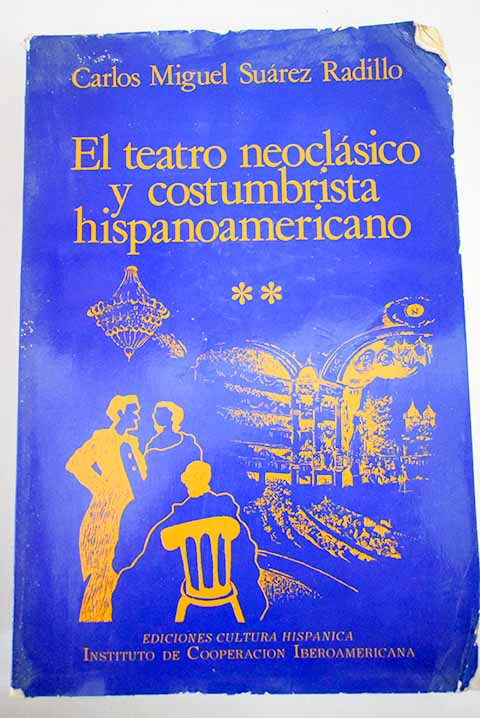 Carlos Miguel Suárez Radillo
El teatro neoclásico
y costumbrista
hispanoamericano
**
EDICIONES CULTURA HISPANICA
INSTITUTO DE COOPERACION IBEROAMERICANA